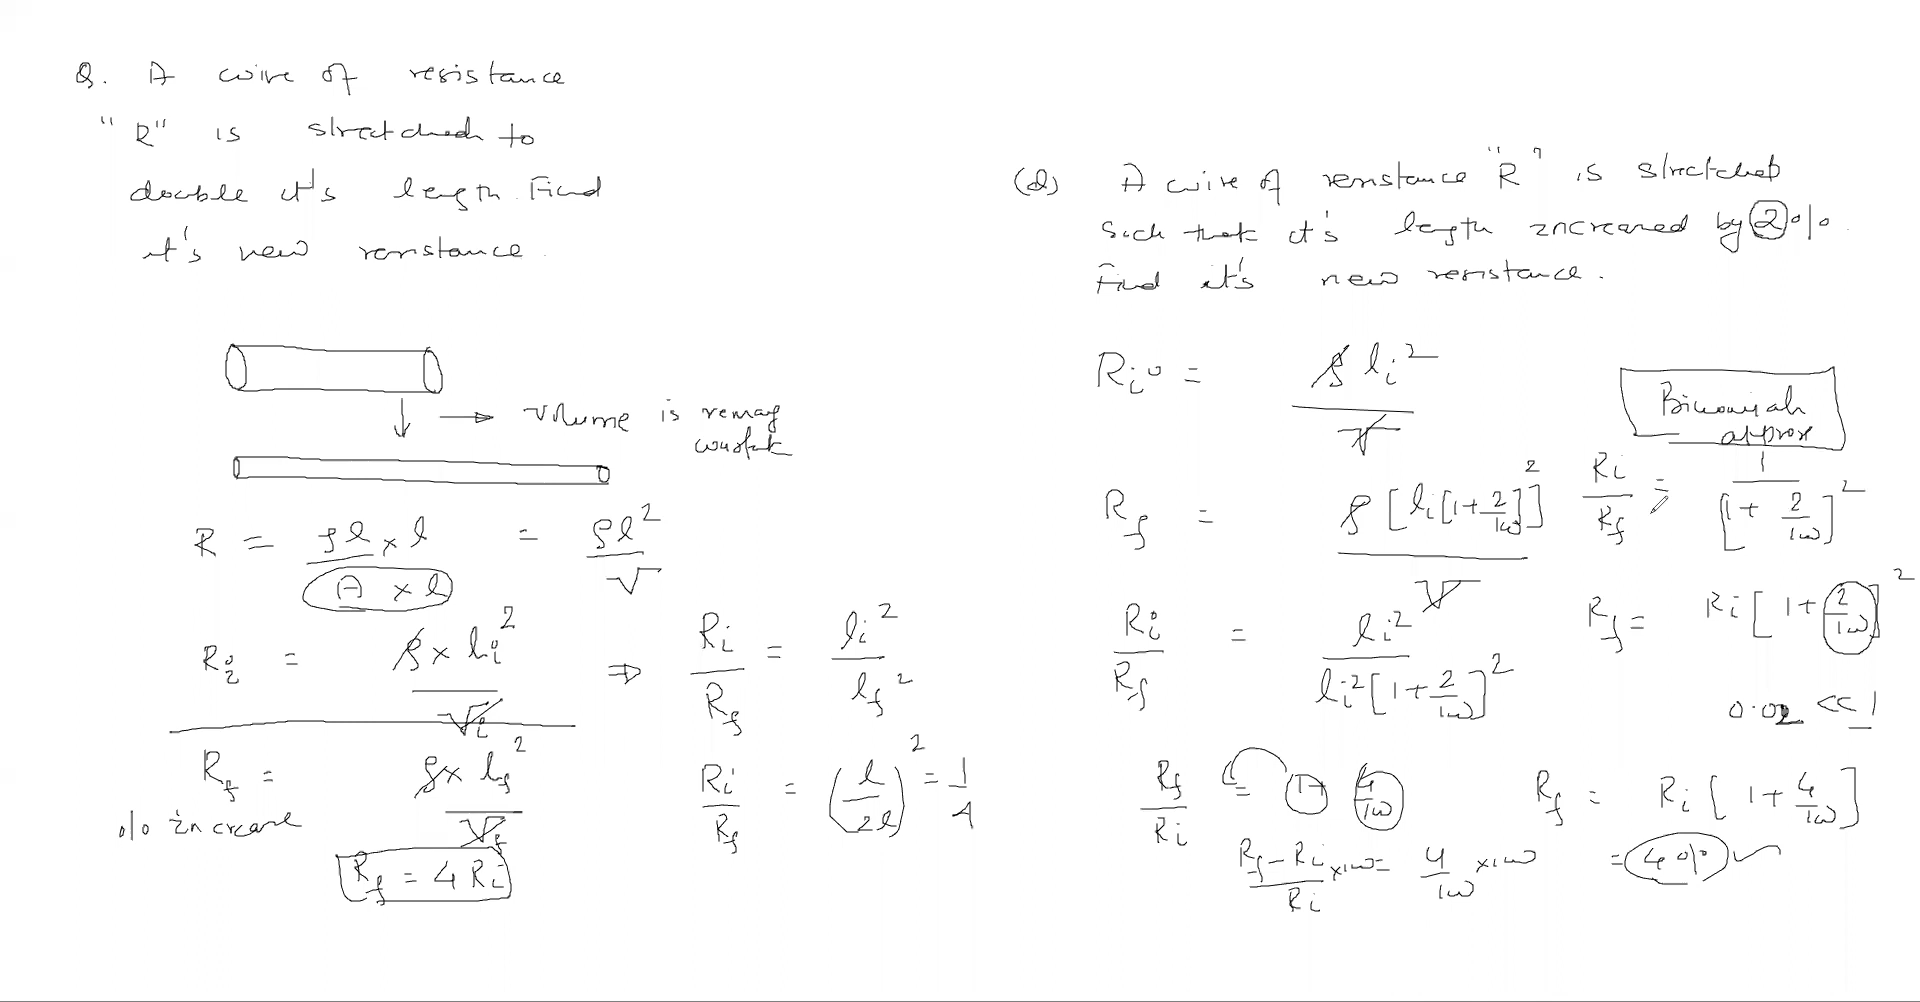 Q. A wire of resistance
"R" is stretched to
double it's length. Find
it's new resistance.
→ volume is remaing
constat
R = ρl × l / A × l = ρl² / V
Ri = ρ × li² / Vi
Rf = ρ × lf² / Vf
⇒ Ri / Rf = li² / lf²
Ri / Rf = (l / 2l)² = 1 / 4
% increase
Rf = 4 Ri
(Q) A wire of resistance "R" is stretched
such that it's length increased by 2%.
Find it's new resistance.
Ri = ρ li² / V
Binomial
approx
Rf = ρ [li[1+2/100]]² / V
Ri / Rf = 1 / [1 + 2/100]²
Ri / Rf = li² / li²[1+2/100]²
Rf = Ri [1 + 2/100]²
0.02 << 1
Rf / Ri = 1+ 4/100
Rf = Ri [1 + 4/100]
Rf - Ri / Ri × 100 = 4/100 × 100 = 4%